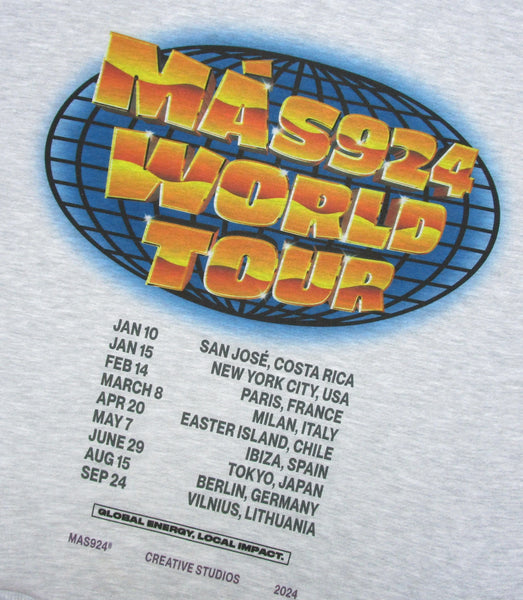 MÁS924
WORLD
TOUR
JAN 10 SAN JOSÉ, COSTA RICA
JAN 15 NEW YORK CITY, USA
FEB 14 PARIS, FRANCE
MARCH 8 MILAN, ITALY
APR 20 EASTER ISLAND, CHILE
MAY 7 IBIZA, SPAIN
JUNE 29 TOKYO, JAPAN
AUG 15 BERLIN, GERMANY
SEP 24 VILNIUS, LITHUANIA
GLOBAL ENERGY. LOCAL IMPACT.
MAS924® CREATIVE STUDIOS 2024